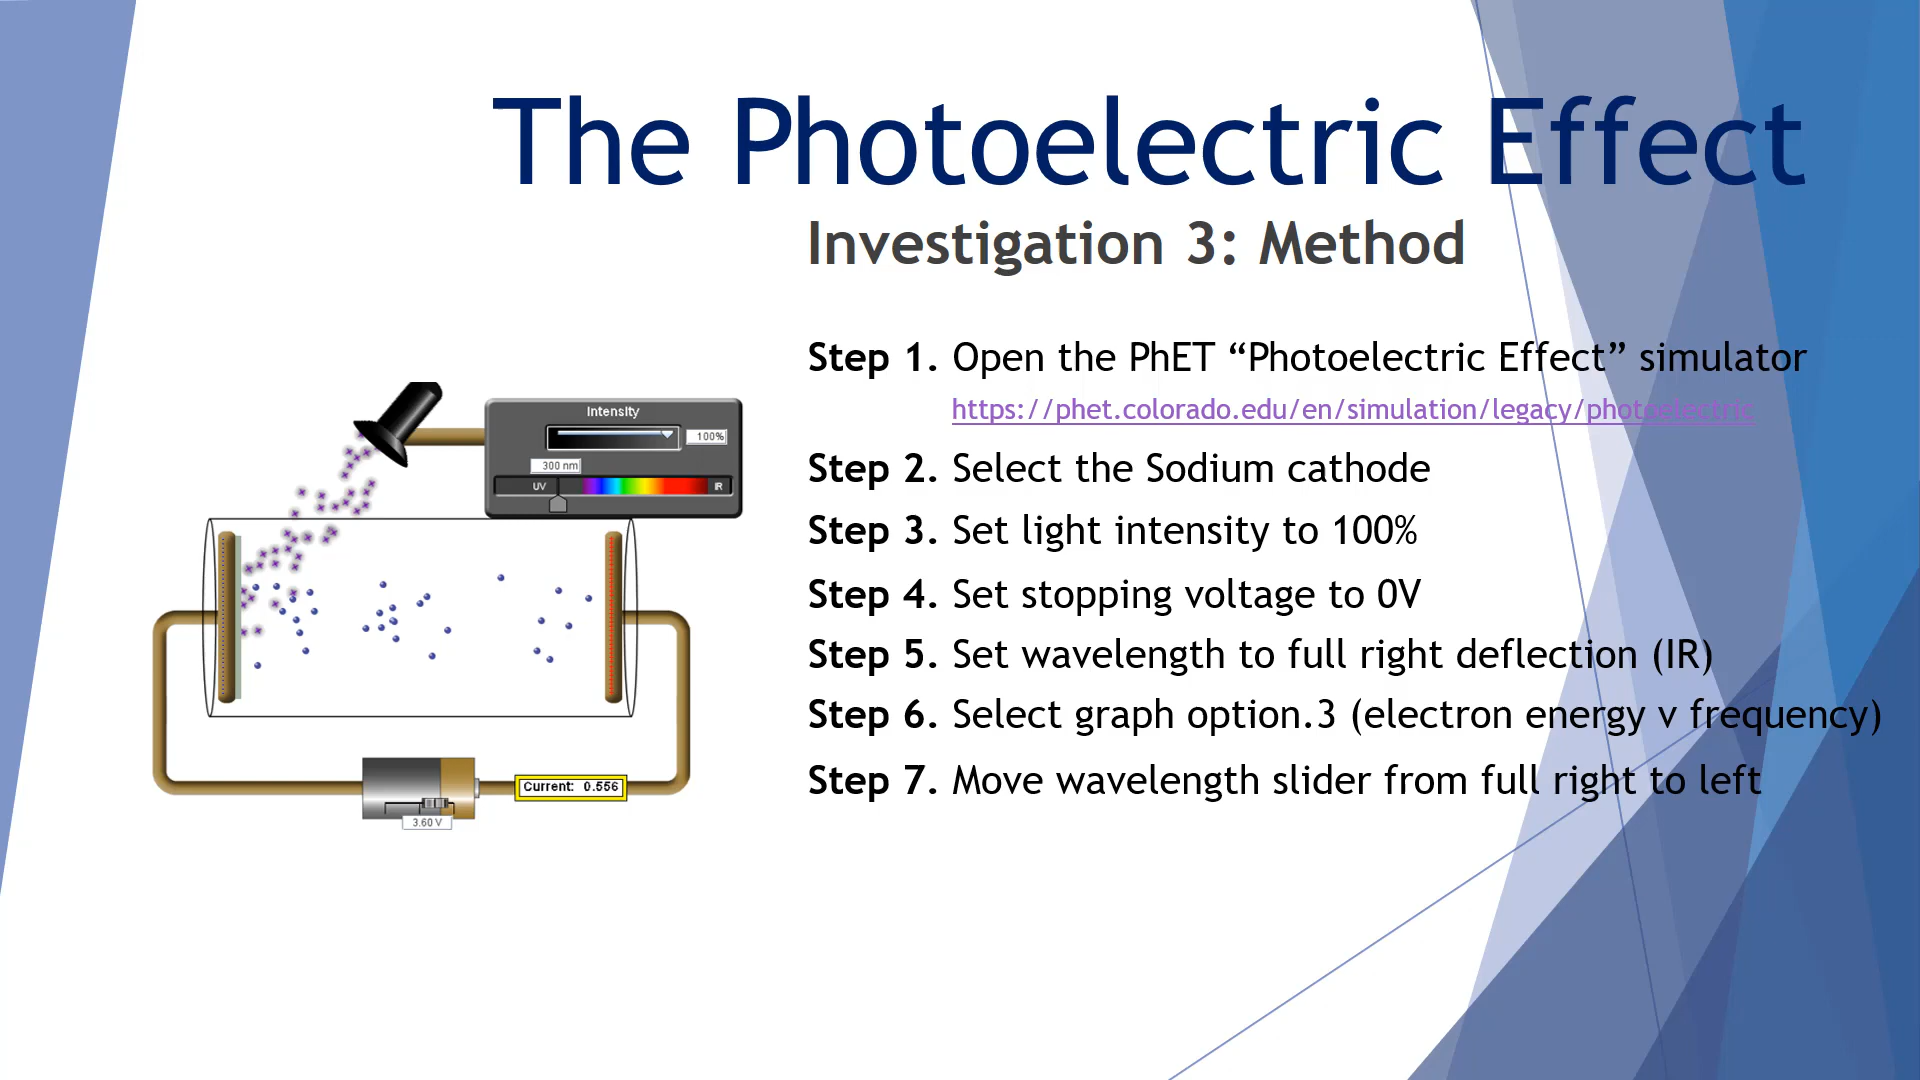 The Photoelectric Effect
Investigation 3: Method
Step 1. Open the PhET “Photoelectric Effect” simulator
https://phet.colorado.edu/en/simulation/legacy/photoelectric
Step 2. Select the Sodium cathode
Step 3. Set light intensity to 100%
Step 4. Set stopping voltage to 0V
Step 5. Set wavelength to full right deflection (IR)
Step 6. Select graph option.3 (electron energy v frequency)
Step 7. Move wavelength slider from full right to left
Intensity
100%
300 nm
UV IR
Current: 0.556
3.60 V